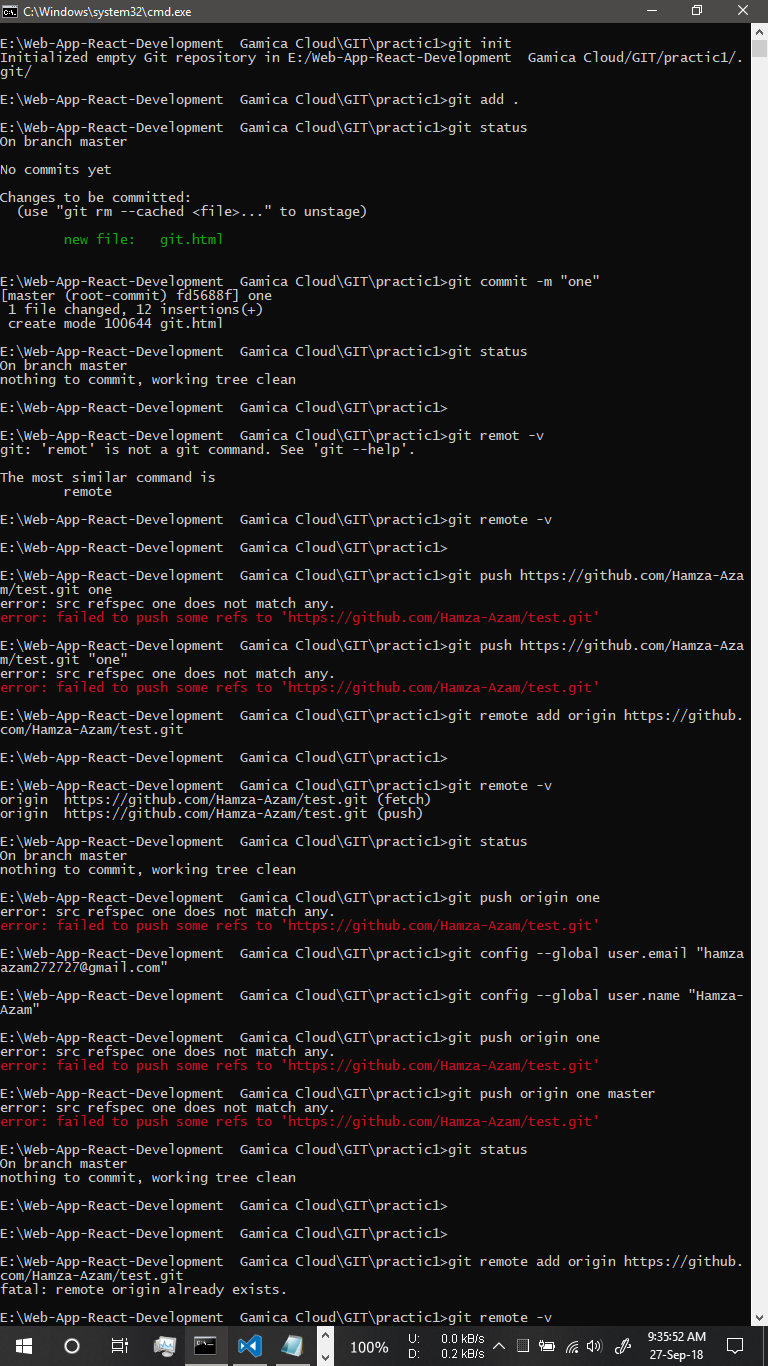 C:\Windows\system32\cmd.exe
E:\Web-App-React-Development  Gamica Cloud\GIT\practic1>git init
Initialized empty Git repository in E:/Web-App-React-Development  Gamica Cloud/GIT/practic1/.
git/
E:\Web-App-React-Development  Gamica Cloud\GIT\practic1>git add .
E:\Web-App-React-Development  Gamica Cloud\GIT\practic1>git status
On branch master
No commits yet
Changes to be committed:
  (use "git rm --cached <file>..." to unstage)
        new file:   git.html
E:\Web-App-React-Development  Gamica Cloud\GIT\practic1>git commit -m "one"
[master (root-commit) fd5688f] one
 1 file changed, 12 insertions(+)
 create mode 100644 git.html
E:\Web-App-React-Development  Gamica Cloud\GIT\practic1>git status
On branch master
nothing to commit, working tree clean
E:\Web-App-React-Development  Gamica Cloud\GIT\practic1>
E:\Web-App-React-Development  Gamica Cloud\GIT\practic1>git remot -v
git: 'remot' is not a git command. See 'git --help'.
The most similar command is
        remote
E:\Web-App-React-Development  Gamica Cloud\GIT\practic1>git remote -v
E:\Web-App-React-Development  Gamica Cloud\GIT\practic1>
E:\Web-App-React-Development  Gamica Cloud\GIT\practic1>git push https://github.com/Hamza-Aza
m/test.git one
error: src refspec one does not match any.
error: failed to push some refs to 'https://github.com/Hamza-Azam/test.git'
E:\Web-App-React-Development  Gamica Cloud\GIT\practic1>git push https://github.com/Hamza-Aza
m/test.git "one"
error: src refspec one does not match any.
error: failed to push some refs to 'https://github.com/Hamza-Azam/test.git'
E:\Web-App-React-Development  Gamica Cloud\GIT\practic1>git remote add origin https://github.
com/Hamza-Azam/test.git
E:\Web-App-React-Development  Gamica Cloud\GIT\practic1>
E:\Web-App-React-Development  Gamica Cloud\GIT\practic1>git remote -v
origin  https://github.com/Hamza-Azam/test.git (fetch)
origin  https://github.com/Hamza-Azam/test.git (push)
E:\Web-App-React-Development  Gamica Cloud\GIT\practic1>git status
On branch master
nothing to commit, working tree clean
E:\Web-App-React-Development  Gamica Cloud\GIT\practic1>git push origin one
error: src refspec one does not match any.
error: failed to push some refs to 'https://github.com/Hamza-Azam/test.git'
E:\Web-App-React-Development  Gamica Cloud\GIT\practic1>git config --global user.email "hamza
azam272727@gmail.com"
E:\Web-App-React-Development  Gamica Cloud\GIT\practic1>git config --global user.name "Hamza-
Azam"
E:\Web-App-React-Development  Gamica Cloud\GIT\practic1>git push origin one
error: src refspec one does not match any.
error: failed to push some refs to 'https://github.com/Hamza-Azam/test.git'
E:\Web-App-React-Development  Gamica Cloud\GIT\practic1>git push origin one master
error: src refspec one does not match any.
error: failed to push some refs to 'https://github.com/Hamza-Azam/test.git'
E:\Web-App-React-Development  Gamica Cloud\GIT\practic1>git status
On branch master
nothing to commit, working tree clean
E:\Web-App-React-Development  Gamica Cloud\GIT\practic1>
E:\Web-App-React-Development  Gamica Cloud\GIT\practic1>
E:\Web-App-React-Development  Gamica Cloud\GIT\practic1>git remote add origin https://github.
com/Hamza-Azam/test.git
fatal: remote origin already exists.
E:\Web-App-React-Development  Gamica Cloud\GIT\practic1>git remote -v
100%
U: 0.0 kB/s
D: 0.2 kB/s
9:35:52 AM
27-Sep-18